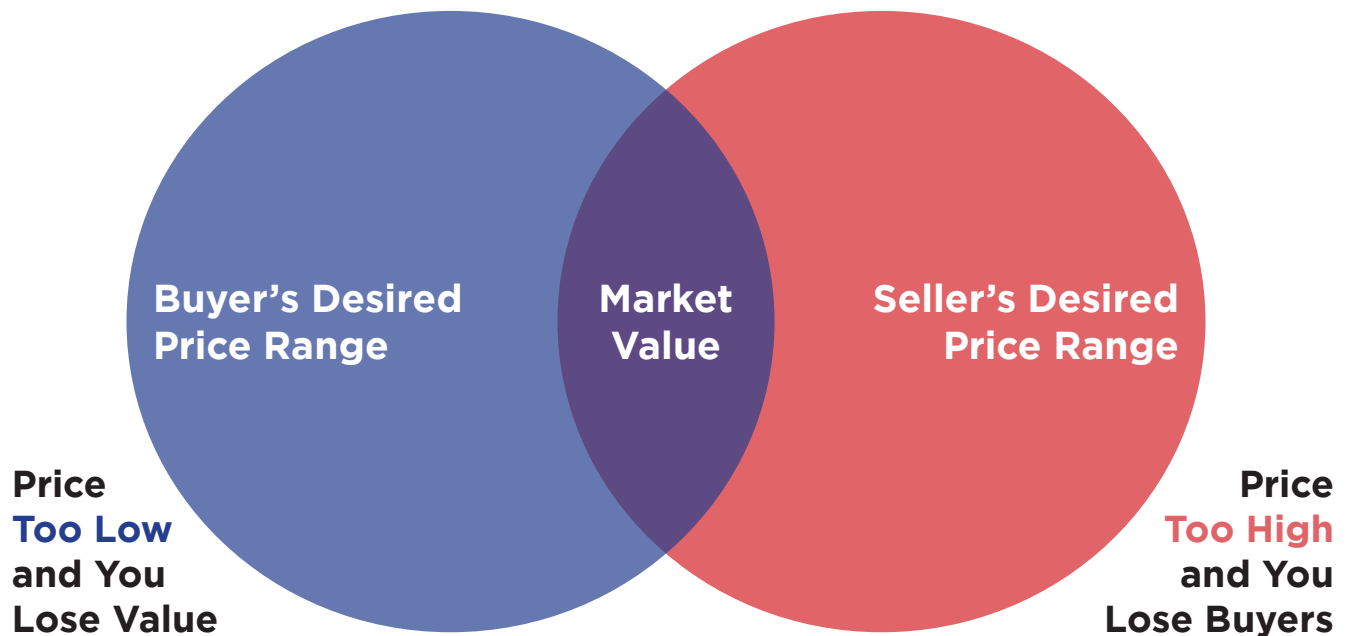 Buyer’s Desired
Price Range
Market
Value
Seller’s Desired
Price Range
Price
Too Low
and You
Lose Value
Price
Too High
and You
Lose Buyers